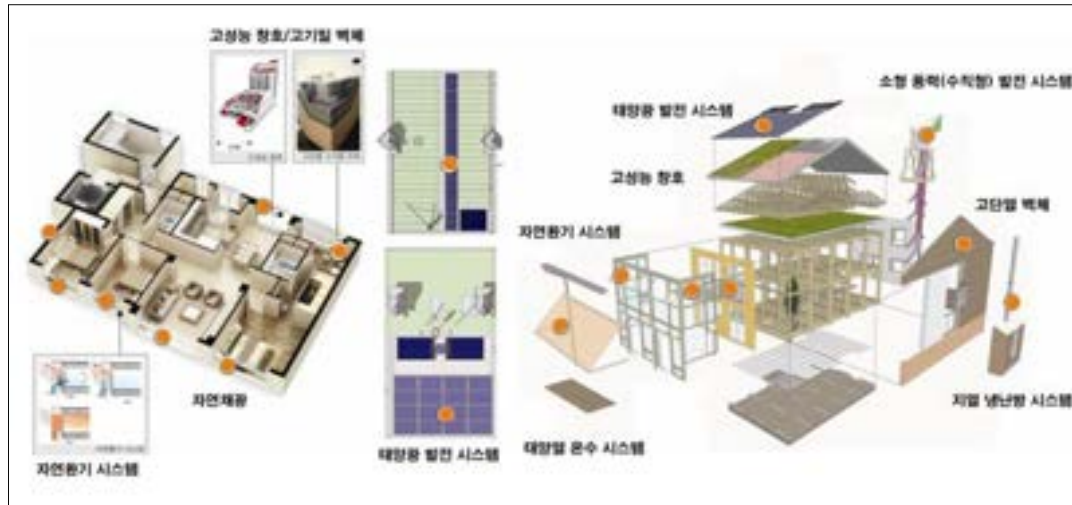 고성능 창호/고기밀 벽체
소형 풍력(수직형) 발전 시스템
태양광 발전 시스템
고성능 창호
고단열 벽체
자연환기 시스템
자연채광
지열 냉난방 시스템
태양광 발전 시스템
태양열 온수 시스템
자연환기 시스템